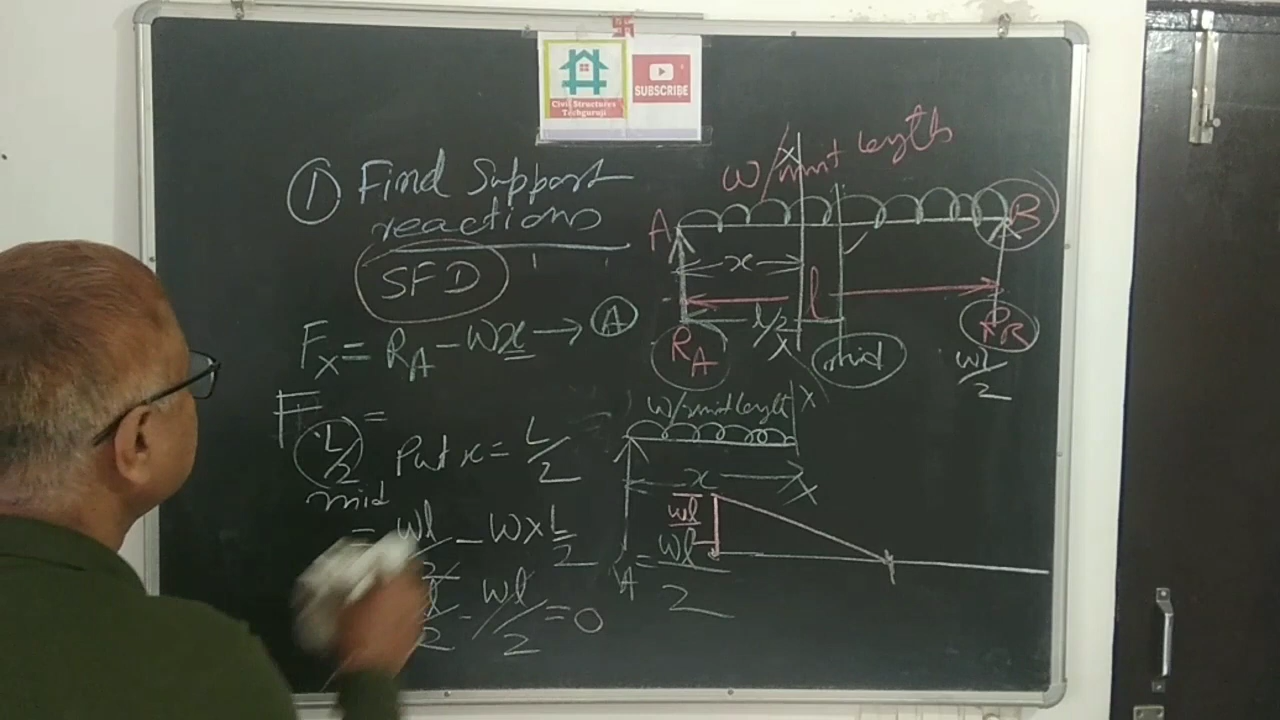 Civil Structures
Techguruji
SUBSCRIBE
① Find Support
reactions
SFD
Fx = RA - wx → Ⓐ
F L/2 =
mid
Put x = L/2
= wl/2 - w x L/2
- wl/2 = 0
w/unit length
X
A
B
x
l
l/2
X
RA
mid
RB
wl/2
w/unit length
X
x
X
wl
A = wl/2